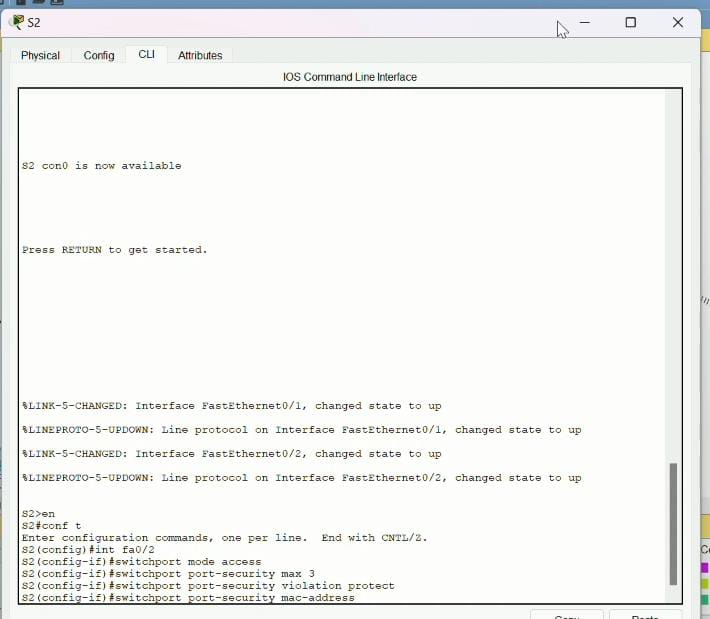 S2
Physical Config CLI Attributes
IOS Command Line Interface
S2 con0 is now available
Press RETURN to get started.
%LINK-5-CHANGED: Interface FastEthernet0/1, changed state to up
%LINEPROTO-5-UPDOWN: Line protocol on Interface FastEthernet0/1, changed state to up
%LINK-5-CHANGED: Interface FastEthernet0/2, changed state to up
%LINEPROTO-5-UPDOWN: Line protocol on Interface FastEthernet0/2, changed state to up
S2>en
S2#conf t
Enter configuration commands, one per line.  End with CNTL/Z.
S2(config)#int fa0/2
S2(config-if)#switchport mode access
S2(config-if)#switchport port-security max 3
S2(config-if)#switchport port-security violation protect
S2(config-if)#switchport port-security mac-address
Copy Paste